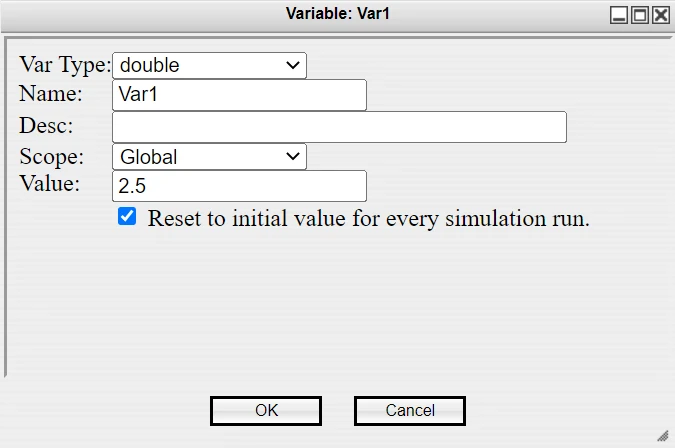 Variable: Var1
Var Type: double
Name: Var1
Desc:
Scope: Global
Value: 2.5
Reset to initial value for every simulation run.
OK Cancel